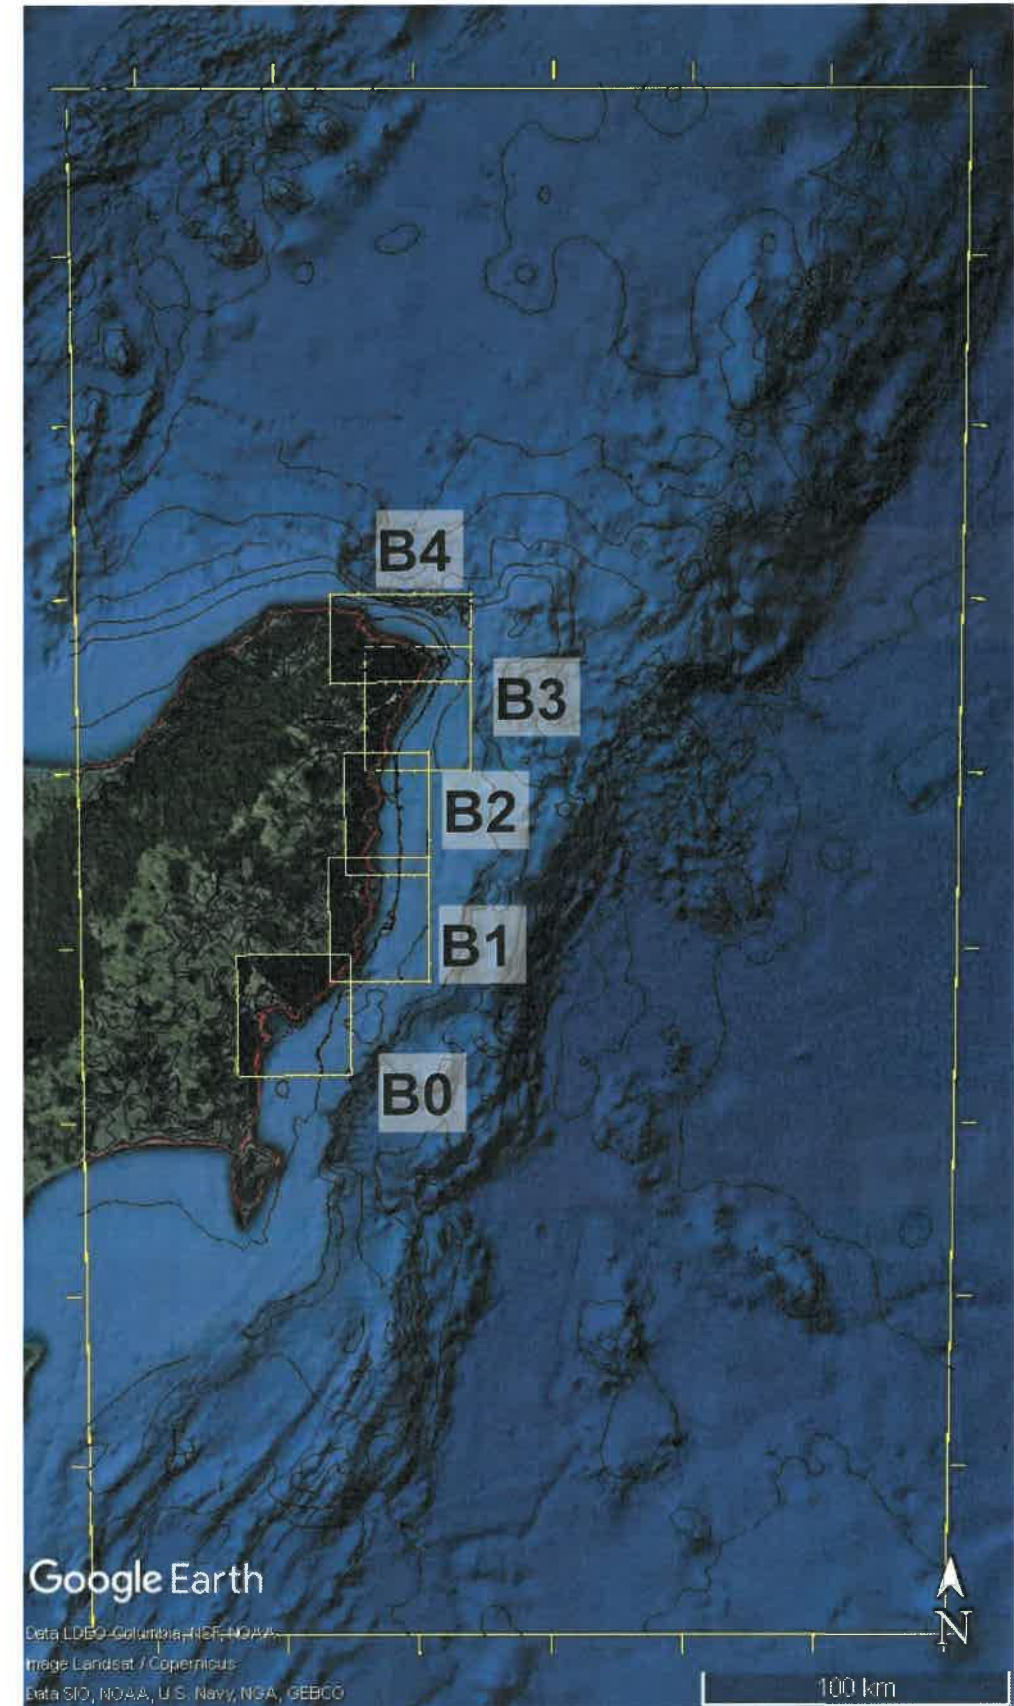 B4
B3
B2
B1
B0
Google Earth
Data LDEO-Columbia, NSF, NOAA
Image Landsat / Copernicus
Data SIO, NOAA, U.S. Navy, NGA, GEBCO
N
100 km